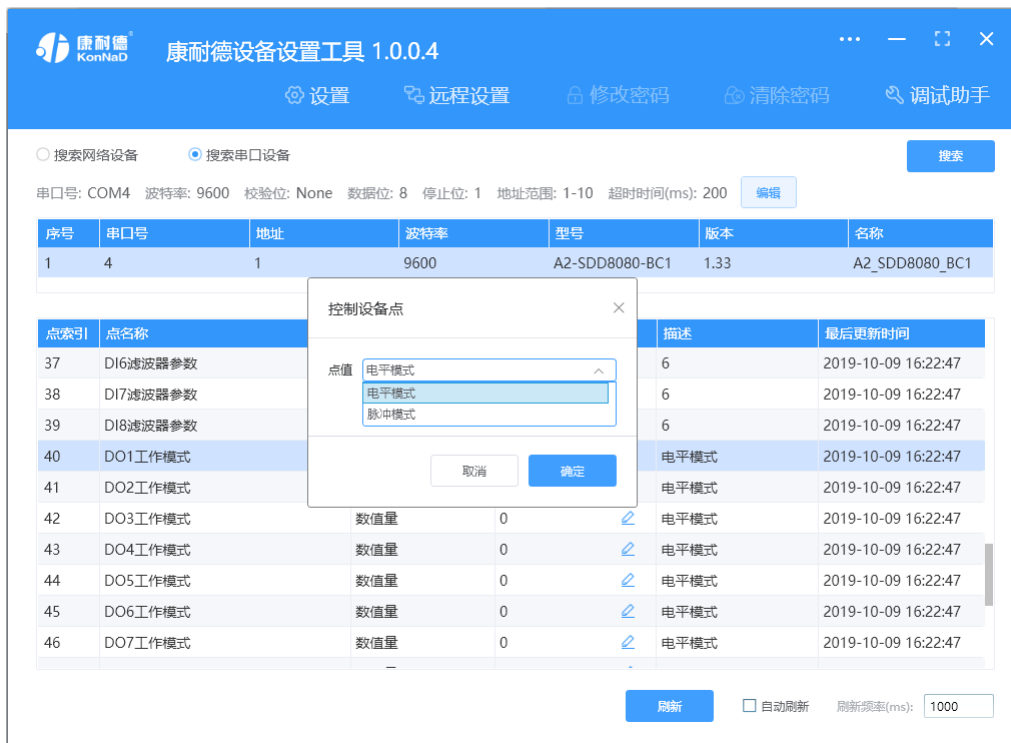 康耐德®
KonNaD
康耐德设备设置工具 1.0.0.4
设置 远程设置 修改密码 清除密码 调试助手
搜索网络设备 搜索串口设备 搜索
串口号: COM4 波特率: 9600 校验位: None 数据位: 8 停止位: 1 地址范围: 1-10 超时时间(ms): 200 编辑
序号 串口号 地址 波特率 型号 版本 名称
1 4 1 9600 A2-SDD8080-BC1 1.33 A2_SDD8080_BC1
控制设备点
点索引 点名称 描述 最后更新时间
37 DI6滤波器参数 6 2019-10-09 16:22:47
点值 电平模式
38 DI7滤波器参数 6 2019-10-09 16:22:47
电平模式
脉冲模式
39 DI8滤波器参数 6 2019-10-09 16:22:47
40 DO1工作模式 电平模式 2019-10-09 16:22:47
取消 确定
41 DO2工作模式 电平模式 2019-10-09 16:22:47
42 DO3工作模式 数值量 0 电平模式 2019-10-09 16:22:47
43 DO4工作模式 数值量 0 电平模式 2019-10-09 16:22:47
44 DO5工作模式 数值量 0 电平模式 2019-10-09 16:22:47
45 DO6工作模式 数值量 0 电平模式 2019-10-09 16:22:47
46 DO7工作模式 数值量 0 电平模式 2019-10-09 16:22:47
刷新 自动刷新 刷新频率(ms): 1000